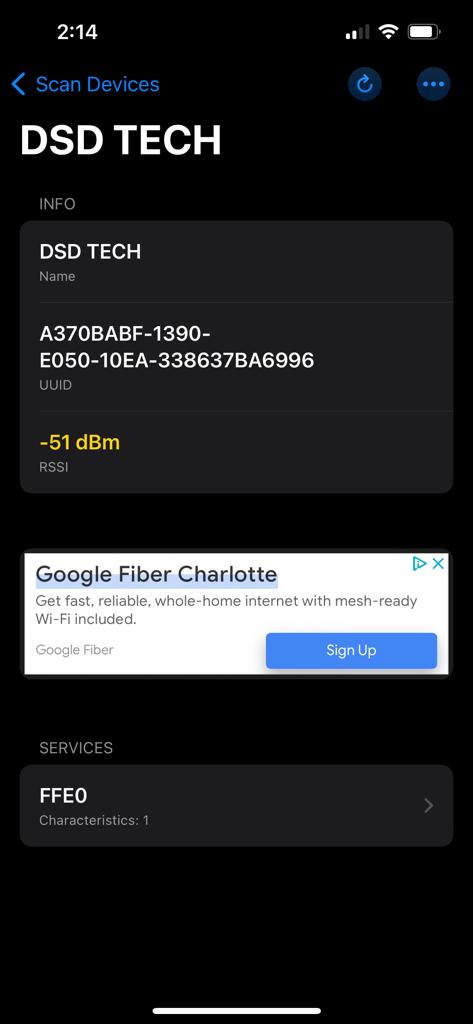 2:14
Scan Devices
DSD TECH
INFO
DSD TECH
Name
A370BABF-1390-
E050-10EA-338637BA6996
UUID
-51 dBm
RSSI
Google Fiber Charlotte
Get fast, reliable, whole-home internet with mesh-ready
Wi-Fi included.
Google Fiber
Sign Up
SERVICES
FFE0
Characteristics: 1